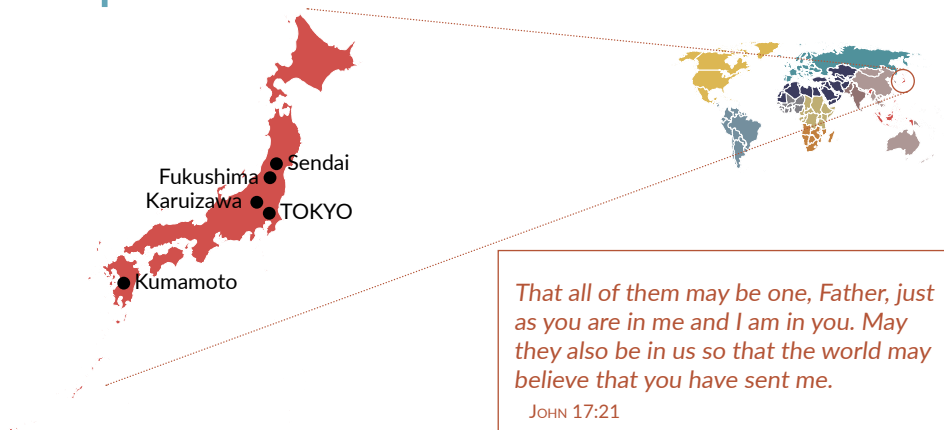 Sendai
Fukushima
Karuizawa
TOKYO
Kumamoto
That all of them may be one, Father, just
as you are in me and I am in you. May
they also be in us so that the world may
believe that you have sent me.
John 17:21